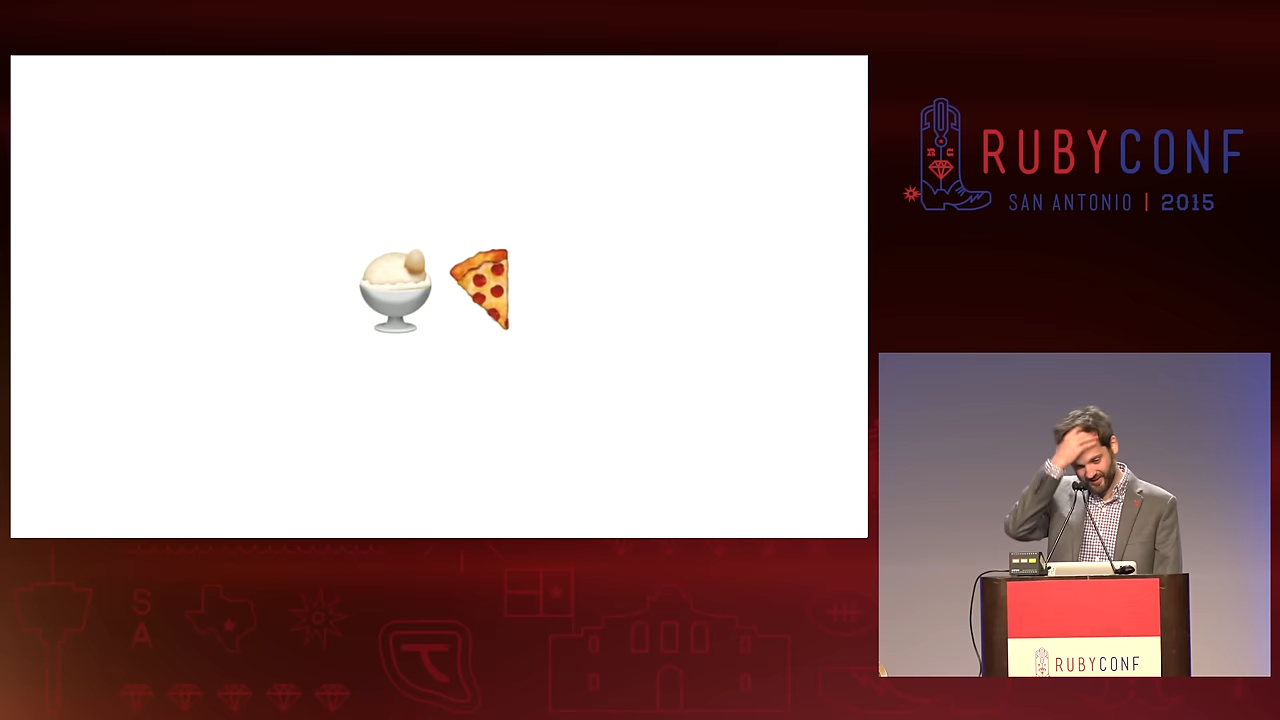 RUBYCONF
SAN ANTONIO | 2015
RUBYCONF
S
A